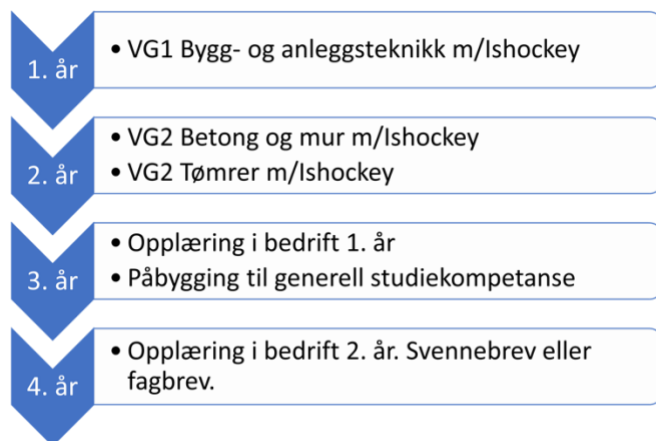 1. år
• VG1 Bygg- og anleggsteknikk m/Ishockey
2. år
• VG2 Betong og mur m/Ishockey
• VG2 Tømrer m/Ishockey
3. år
• Opplæring i bedrift 1. år
• Påbygging til generell studiekompetanse
4. år
• Opplæring i bedrift 2. år. Svennebrev eller
fagbrev.